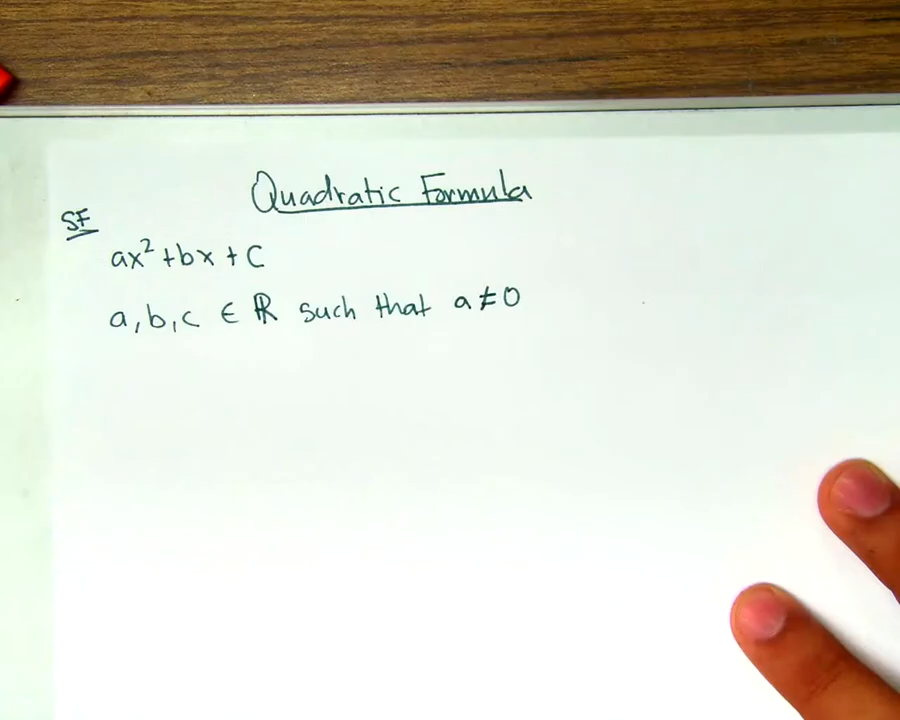 Quadratic Formula
SF
ax² + bx + c
a, b, c ∈ ℝ such that a ≠ 0